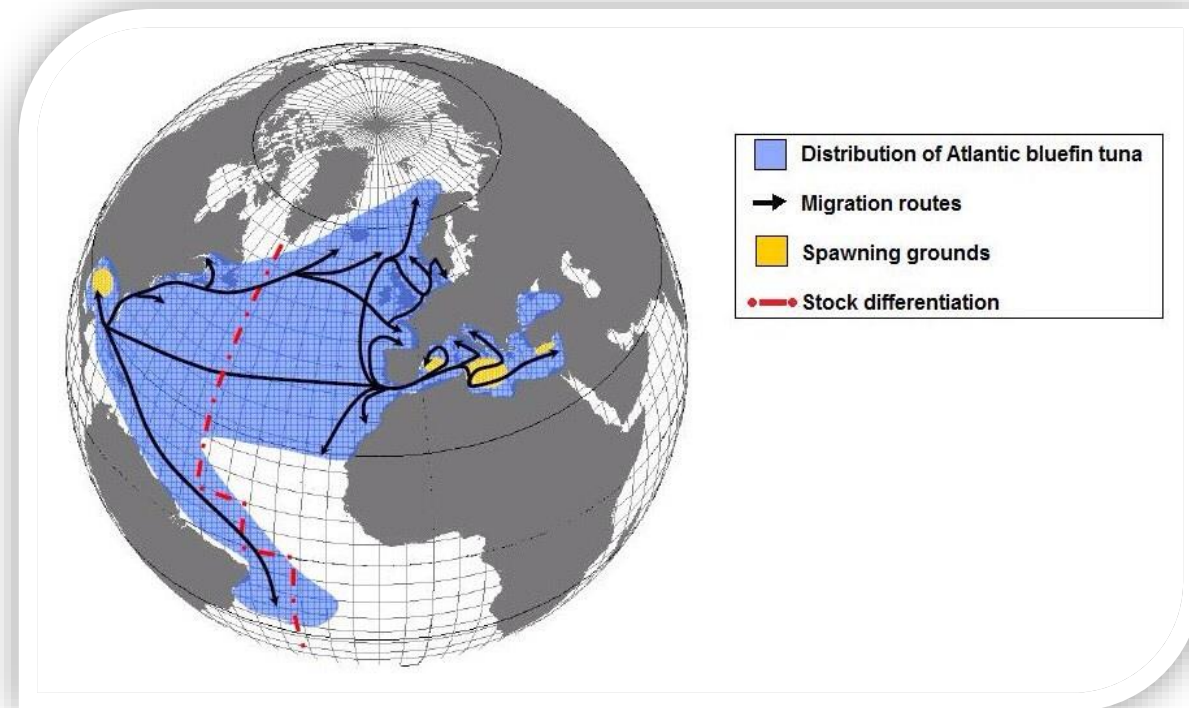 Distribution of Atlantic bluefin tuna
Migration routes
Spawning grounds
Stock differentiation